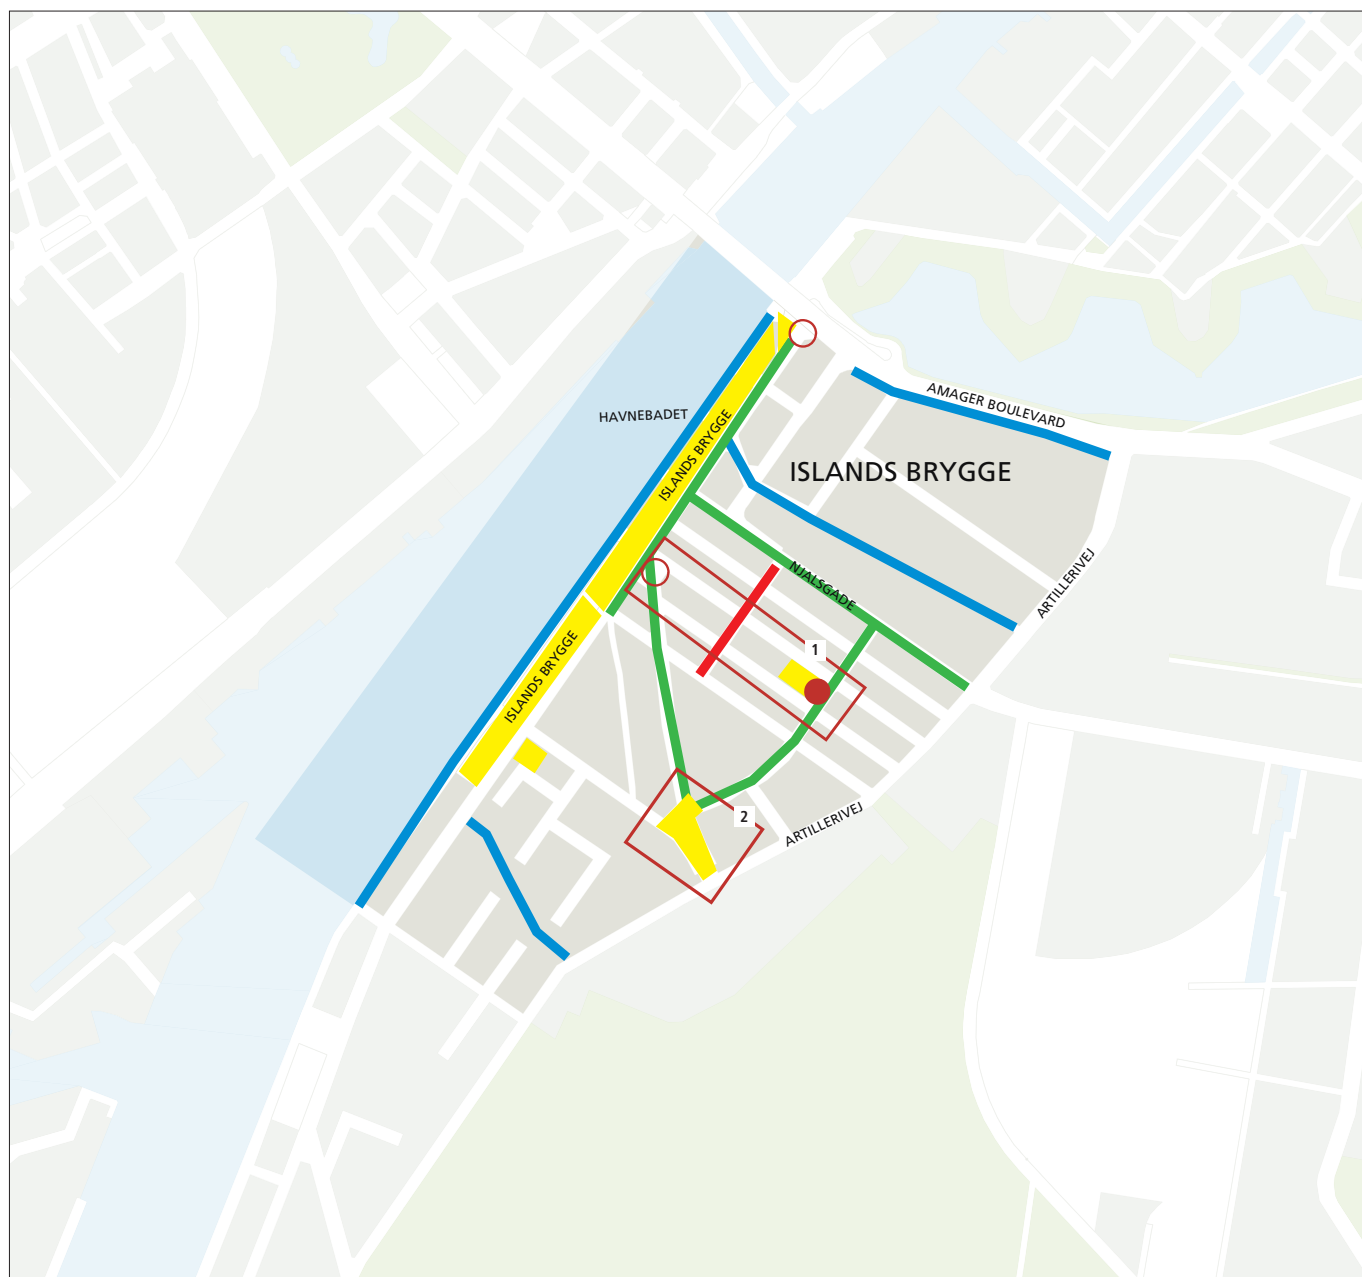 AMAGER BOULEVARD
HAVNEBADET
ISLANDS BRYGGE
ISLANDS BRYGGE
ARTILLERIVEJ
NJALSGADE
1
ISLANDS BRYGGE
2
ARTILLERIVEJ